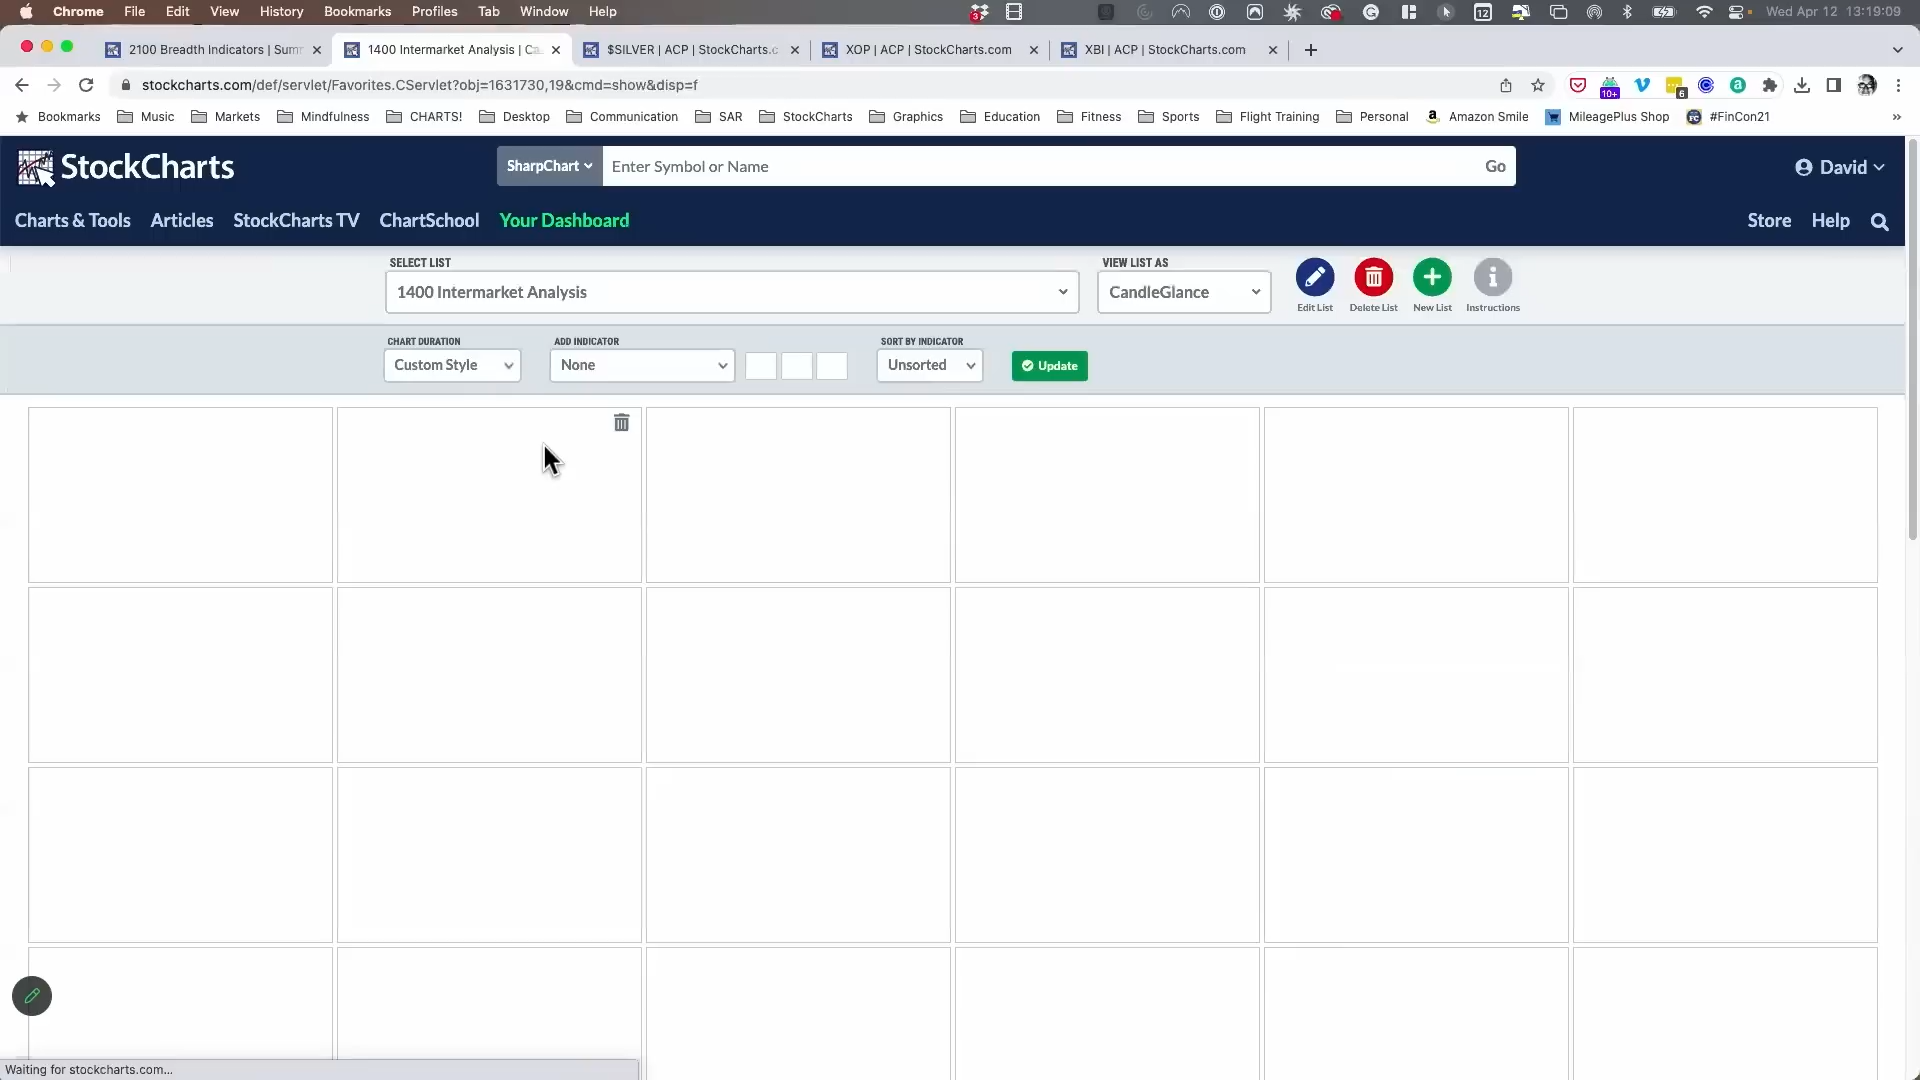 Chrome File Edit View History Bookmarks Profiles Tab Window Help 3 12 Wed Apr 12 13:19:09
2100 Breadth Indicators | Sum 1400 Intermarket Analysis | Ca $SILVER | ACP | StockCharts.c XOP | ACP | StockCharts.com XBI | ACP | StockCharts.com
stockcharts.com/def/servlet/Favorites.CServlet?obj=1631730,19&cmd=show&disp=f 10+ 6
Bookmarks Music Markets Mindfulness CHARTS! Desktop Communication SAR StockCharts Graphics Education Fitness Sports Flight Training Personal Amazon Smile MileagePlus Shop #FinCon21 »
StockCharts SharpChart Enter Symbol or Name Go David
Charts & Tools Articles StockCharts TV ChartSchool Your Dashboard Store Help
SELECT LIST VIEW LIST AS
1400 Intermarket Analysis CandleGlance
Edit List Delete List New List Instructions
CHART DURATION ADD INDICATOR SORT BY INDICATOR
Custom Style None Unsorted Update
Waiting for stockcharts.com...